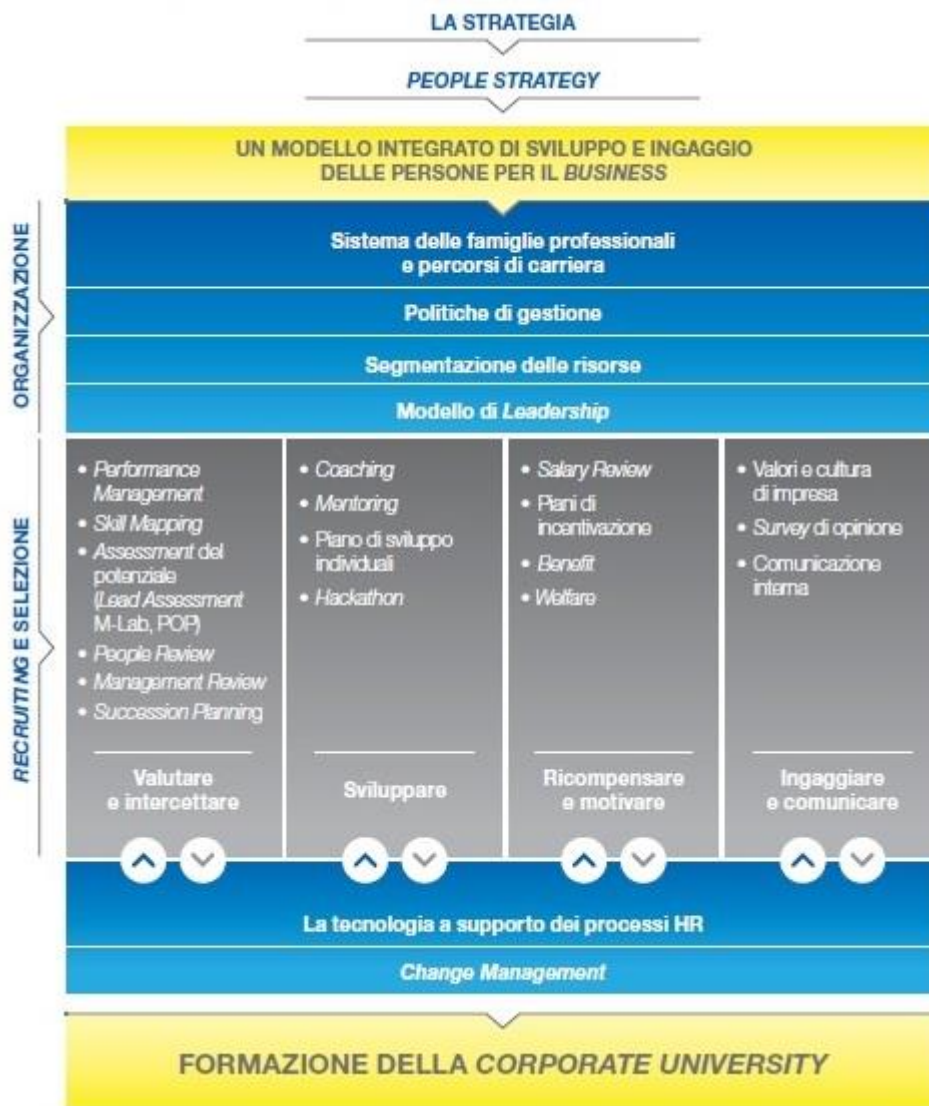 LA STRATEGIA
PEOPLE STRATEGY
UN MODELLO INTEGRATO DI SVILUPPO E INGAGGIO
DELLE PERSONE PER IL BUSINESS
ORGANIZZAZIONE
Sistema delle famiglie professionali
e percorsi di carriera
Politiche di gestione
Segmentazione delle risorse
Modello di Leadership
RECRUITING E SELEZIONE
• Performance
Management
• Skill Mapping
• Assessment del
potenziale
(Lead Assessment
M-Lab, POP)
• People Review
• Management Review
• Succession Planning
Valutare
e intercettare
• Coaching
• Mentoring
• Piano di sviluppo
individuali
• Hackathon
Sviluppare
• Salary Review
• Piani di
incentivazione
• Benefit
• Welfare
Ricompensare
e motivare
• Valori e cultura
di impresa
• Survey di opinione
• Comunicazione
interna
Ingaggiare
e comunicare
La tecnologia a supporto dei processi HR
Change Management
FORMAZIONE DELLA CORPORATE UNIVERSITY